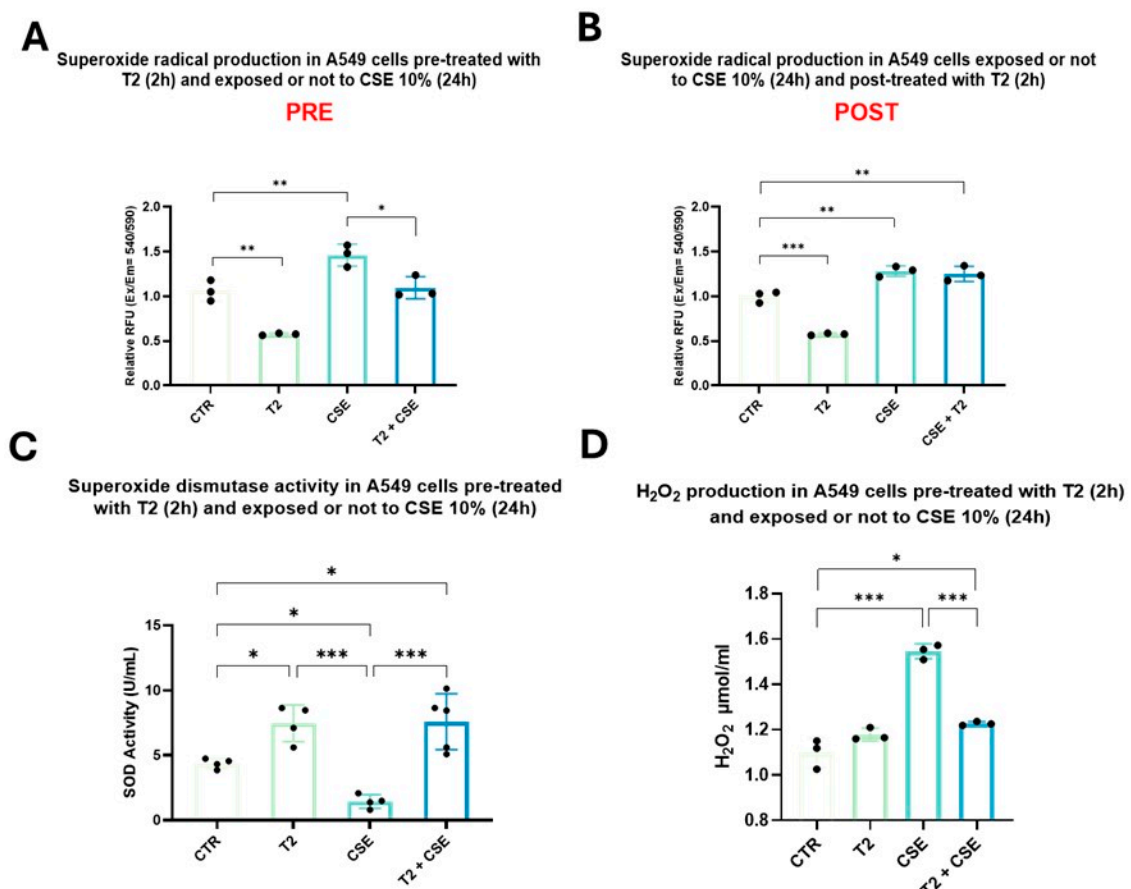 A
Superoxide radical production in A549 cells pre-treated with
T2 (2h) and exposed or not to CSE 10% (24h)
PRE
**
**
*
Relative RFU (Ex/Em= 540/590)
2.0
1.5
1.0
0.5
0.0
CTR
T2
CSE
T2 + CSE
B
Superoxide radical production in A549 cells exposed or not
to CSE 10% (24h) and post-treated with T2 (2h)
POST
**
**
***
Relative RFU (Ex/Em= 540/590)
2.0
1.5
1.0
0.5
0.0
CTR
T2
CSE
CSE + T2
C
Superoxide dismutase activity in A549 cells pre-treated
with T2 (2h) and exposed or not to CSE 10% (24h)
*
*
*
***
***
SOD Activity (U/mL)
15
10
5
0
CTR
T2
CSE
T2 + CSE
D
H₂O₂ production in A549 cells pre-treated with T2 (2h)
and exposed or not to CSE 10% (24h)
*
***
***
H₂O₂ μmol/ml
1.8
1.6
1.4
1.2
1.0
0.8
CTR
T2
CSE
T2 + CSE